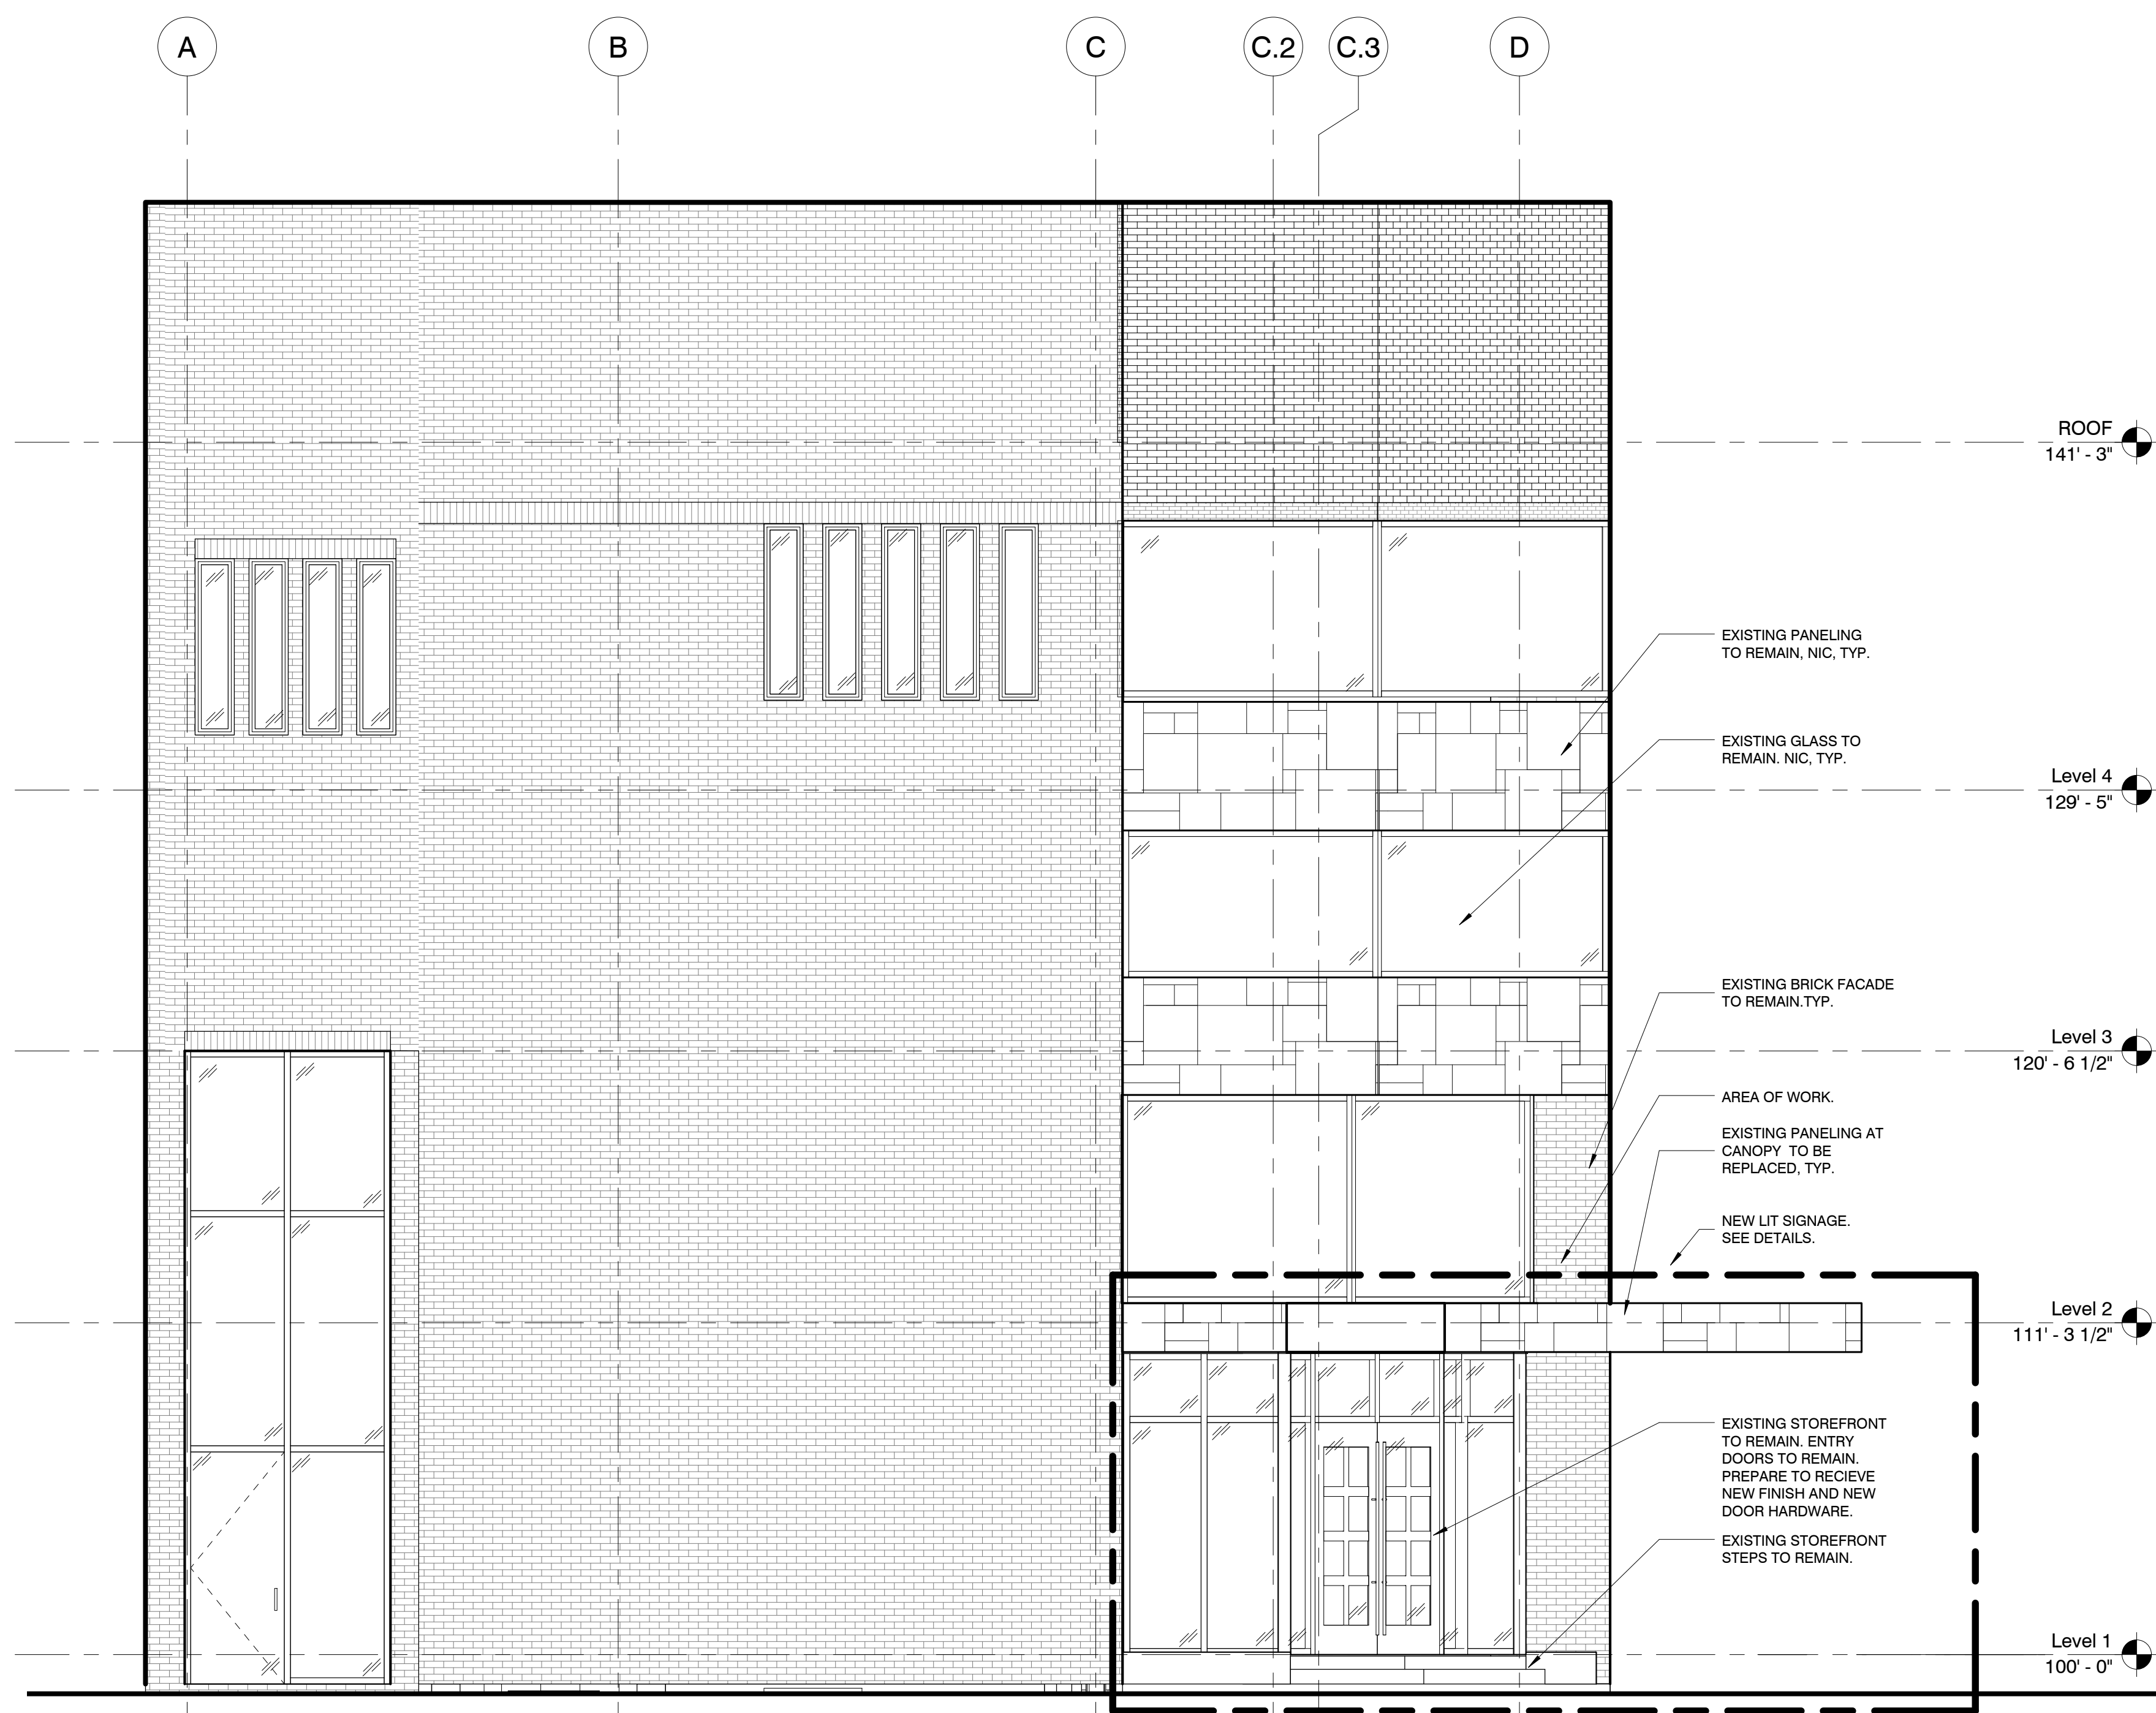 A
B
C
C.2
C.3
D
ROOF
141' - 3"
EXISTING PANELING
TO REMAIN, NIC, TYP.
EXISTING GLASS TO
REMAIN. NIC, TYP.
Level 4
129' - 5"
EXISTING BRICK FACADE
TO REMAIN.TYP.
Level 3
120' - 6 1/2"
AREA OF WORK.
EXISTING PANELING AT
CANOPY TO BE
REPLACED, TYP.
NEW LIT SIGNAGE.
SEE DETAILS.
Level 2
111' - 3 1/2"
EXISTING STOREFRONT
TO REMAIN. ENTRY
DOORS TO REMAIN.
PREPARE TO RECIEVE
NEW FINISH AND NEW
DOOR HARDWARE.
EXISTING STOREFRONT
STEPS TO REMAIN.
Level 1
100' - 0"